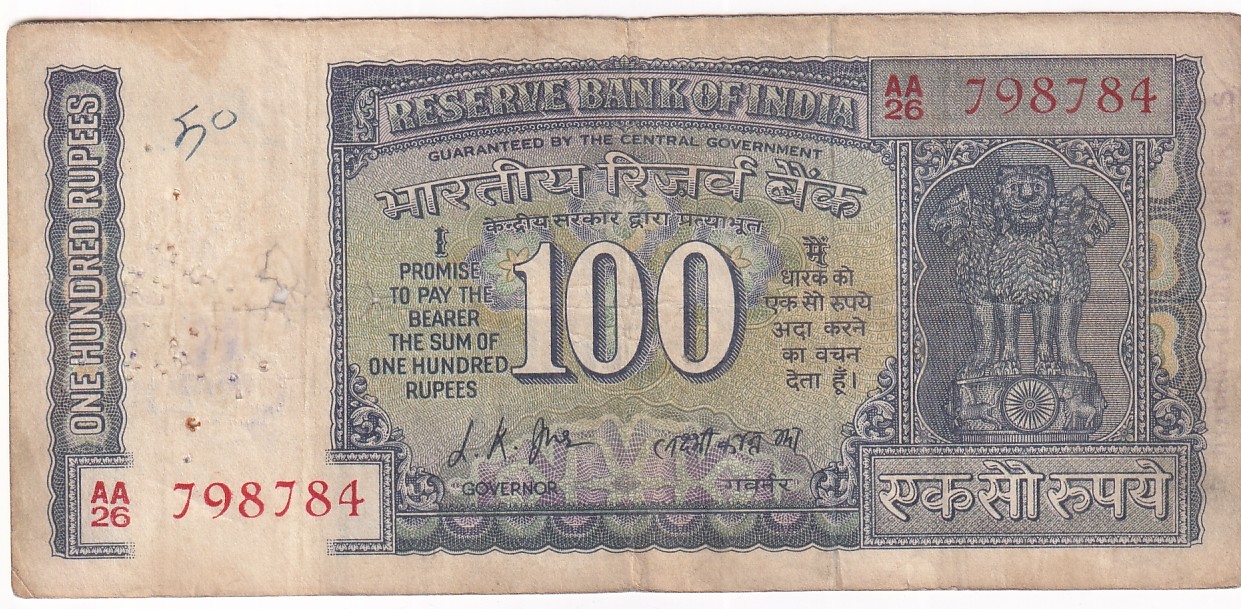 ONE HUNDRED RUPEES
50
RESERVE BANK OF INDIA
AA 26 798784
GUARANTEED BY THE CENTRAL GOVERNMENT
भारतीय रिज़र्व बैंक
केन्द्रीय सरकार द्वारा प्रत्याभूत
I
PROMISE
TO PAY THE
BEARER
THE SUM OF
ONE HUNDRED
RUPEES
100
मैं
धारक को
एक सौ रुपये
अदा करने
का वचन
देता हूँ।
L. K. Jha
GOVERNOR
गवर्नर
AA 26 798784
एक सौ रुपये